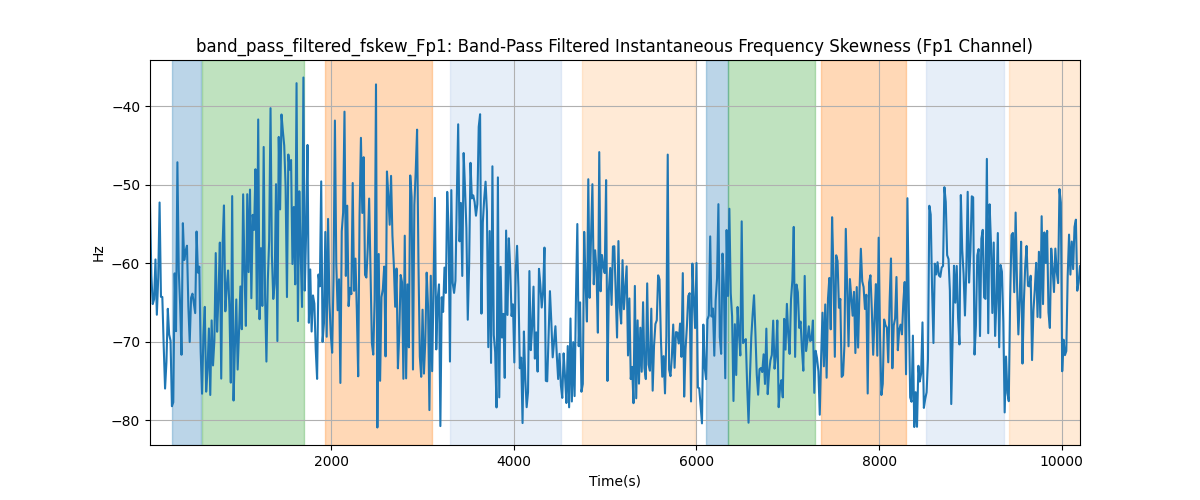 band_pass_filtered_fskew_Fp1: Band-Pass Filtered Instantaneous Frequency Skewness (Fp1 Channel)
−40
−50
−60
−70
−80
Hz
2000 4000 6000 8000 10000
Time(s)